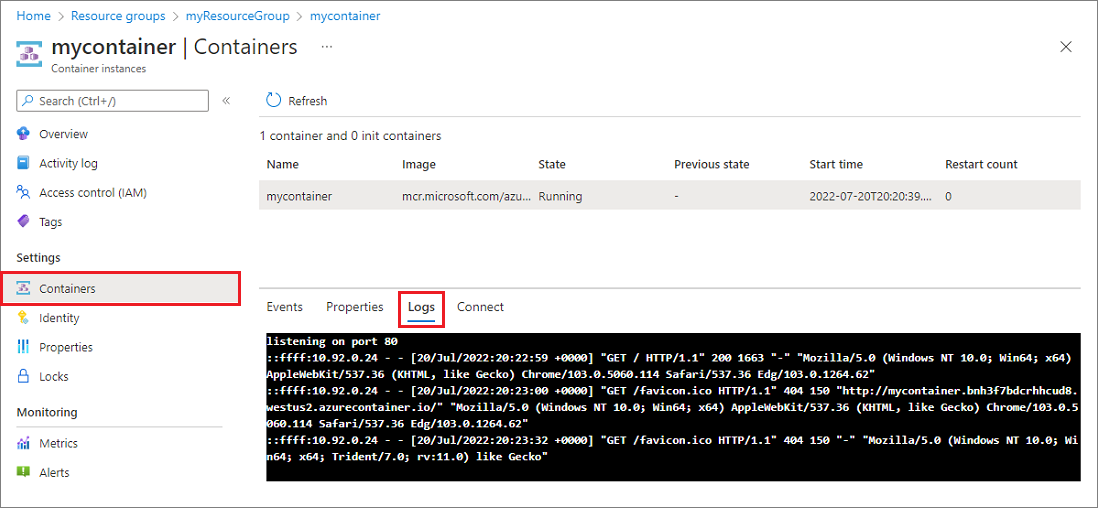 Home > Resource groups > myResourceGroup > mycontainer
mycontainer | Containers ...
Container instances
Search (Ctrl+/) «
Overview
Activity log
Access control (IAM)
Tags
Settings
Containers
Identity
Properties
Locks
Monitoring
Metrics
Alerts
Refresh
1 container and 0 init containers
Name Image State Previous state Start time Restart count
mycontainer mcr.microsoft.com/azu... Running - 2022-07-20T20:20:39.... 0
Events Properties Logs Connect
listening on port 80
::ffff:10.92.0.24 - - [20/Jul/2022:20:22:59 +0000] "GET / HTTP/1.1" 200 1663 "-" "Mozilla/5.0 (Windows NT 10.0; Win64; x64)
AppleWebKit/537.36 (KHTML, like Gecko) Chrome/103.0.5060.114 Safari/537.36 Edg/103.0.1264.62"
::ffff:10.92.0.24 - - [20/Jul/2022:20:23:00 +0000] "GET /favicon.ico HTTP/1.1" 404 150 "http://mycontainer.bnh3f7bdcrhhcud8.
westus2.azurecontainer.io/" "Mozilla/5.0 (Windows NT 10.0; Win64; x64) AppleWebKit/537.36 (KHTML, like Gecko) Chrome/103.0.5
060.114 Safari/537.36 Edg/103.0.1264.62"
::ffff:10.92.0.24 - - [20/Jul/2022:20:23:32 +0000] "GET /favicon.ico HTTP/1.1" 404 150 "-" "Mozilla/5.0 (Windows NT 10.0; Wi
n64; x64; Trident/7.0; rv:11.0) like Gecko"